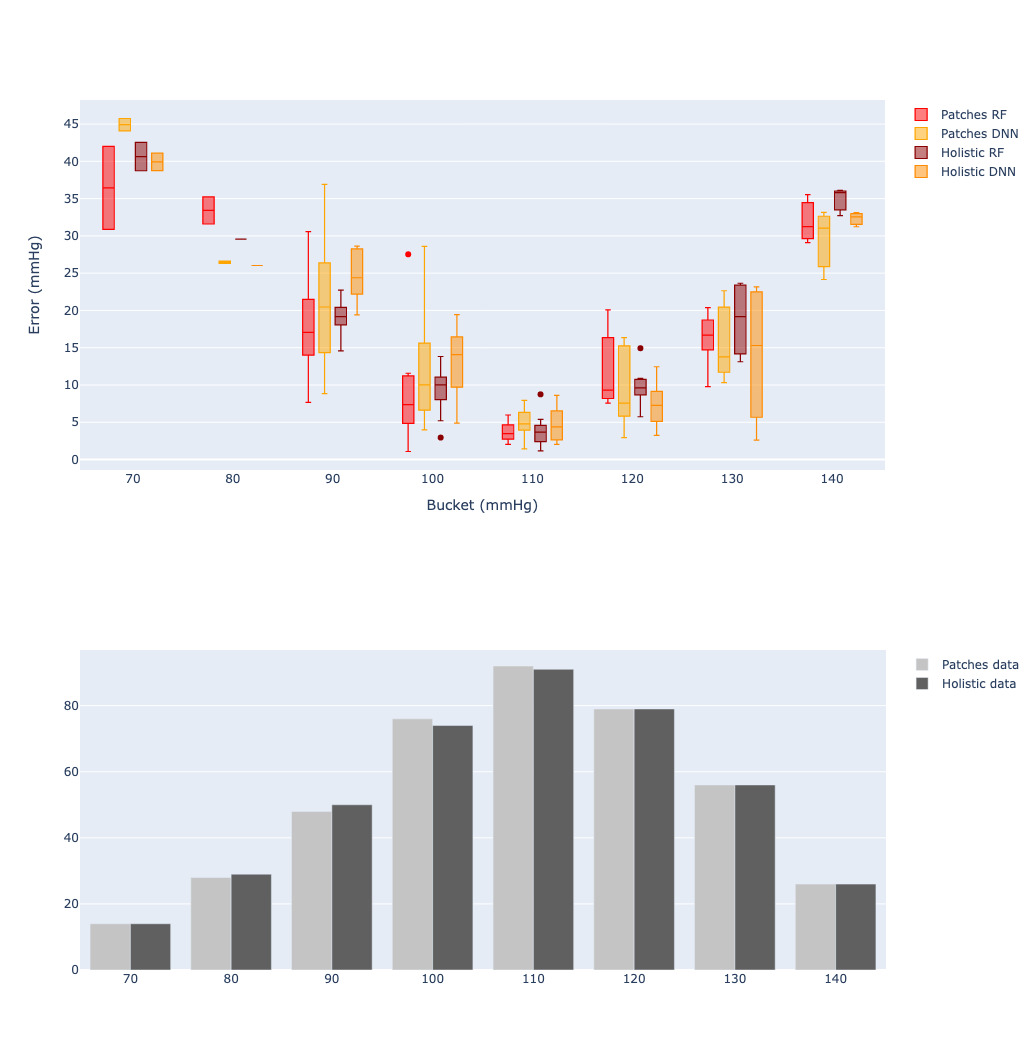 Patches RF
Patches DNN
Holistic RF
Holistic DNN
45
40
35
30
25
20
15
10
5
0
Error (mmHg)
70 80 90 100 110 120 130 140
Bucket (mmHg)
Patches data
Holistic data
80
60
40
20
0
70 80 90 100 110 120 130 140